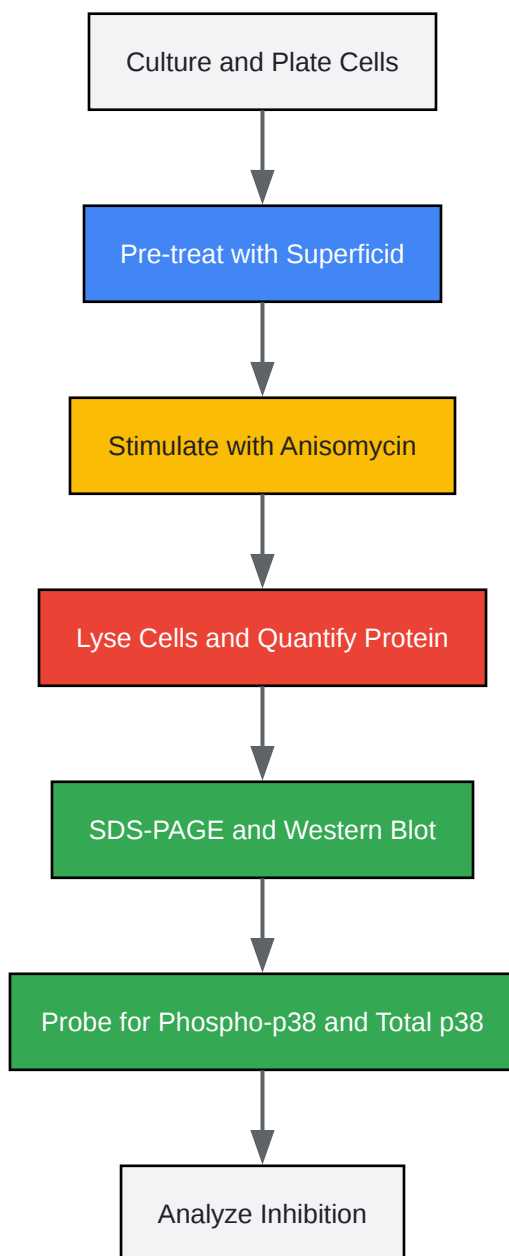 Culture and Plate Cells
Pre-treat with Superficid
Stimulate with Anisomycin
Lyse Cells and Quantify Protein
SDS-PAGE and Western Blot
Probe for Phospho-p38 and Total p38
Analyze Inhibition